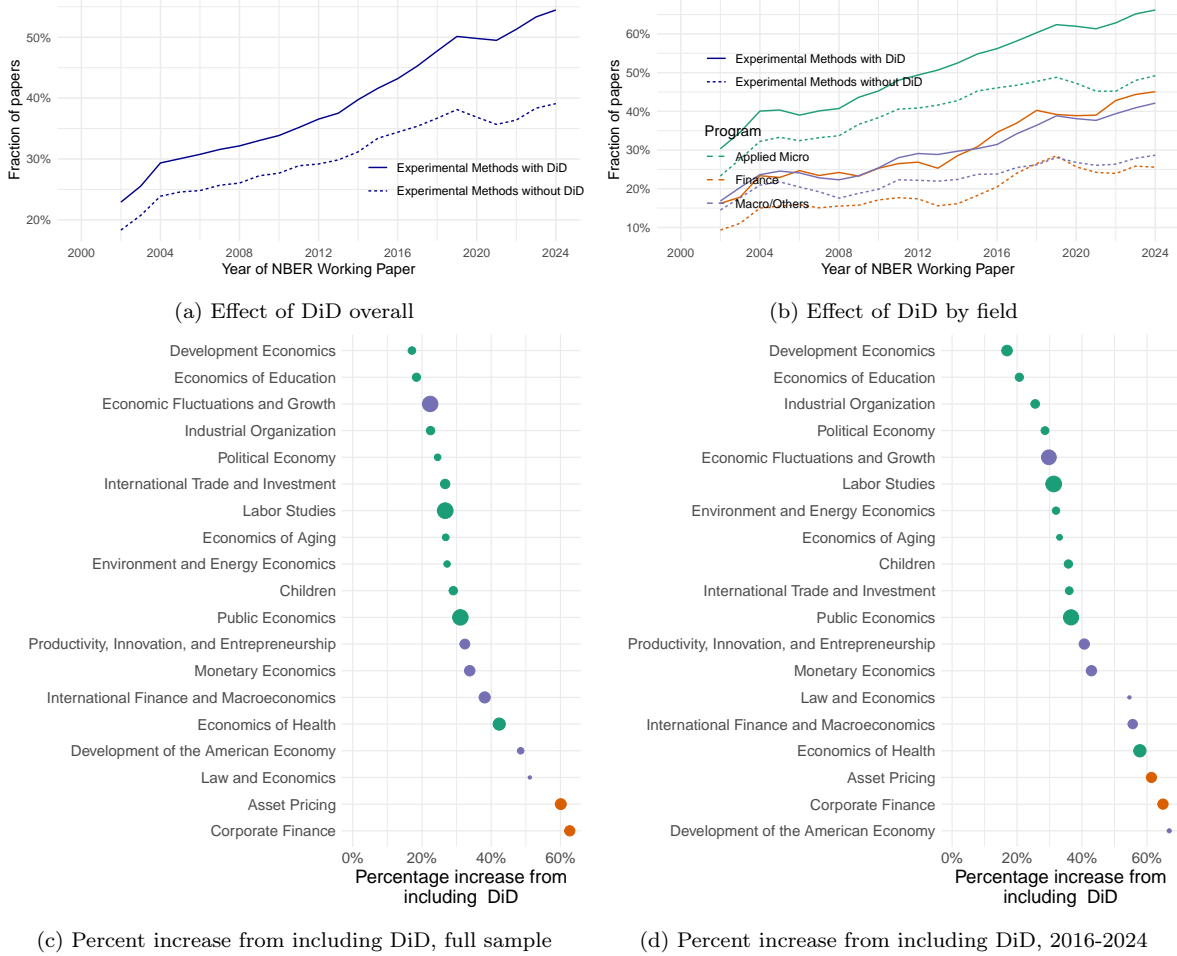 50%
40%
30%
20%
Fraction of papers
Experimental Methods with DiD
Experimental Methods without DiD
2000 2004 2008 2012 2016 2020 2024
Year of NBER Working Paper
(a) Effect of DiD overall
60%
50%
40%
30%
20%
10%
Fraction of papers
Experimental Methods with DiD
Experimental Methods without DiD
Program
Applied Micro
Finance
Macro/Others
2000 2004 2008 2012 2016 2020 2024
Year of NBER Working Paper
(b) Effect of DiD by field
Development Economics
Economics of Education
Economic Fluctuations and Growth
Industrial Organization
Political Economy
International Trade and Investment
Labor Studies
Economics of Aging
Environment and Energy Economics
Children
Public Economics
Productivity, Innovation, and Entrepreneurship
Monetary Economics
International Finance and Macroeconomics
Economics of Health
Development of the American Economy
Law and Economics
Asset Pricing
Corporate Finance
0% 20% 40% 60%
Percentage increase from
including DiD
(c) Percent increase from including DiD, full sample
Development Economics
Economics of Education
Industrial Organization
Political Economy
Economic Fluctuations and Growth
Labor Studies
Environment and Energy Economics
Economics of Aging
Children
International Trade and Investment
Public Economics
Productivity, Innovation, and Entrepreneurship
Monetary Economics
Law and Economics
International Finance and Macroeconomics
Economics of Health
Asset Pricing
Corporate Finance
Development of the American Economy
0% 20% 40% 60%
Percentage increase from
including DiD
(d) Percent increase from including DiD, 2016-2024